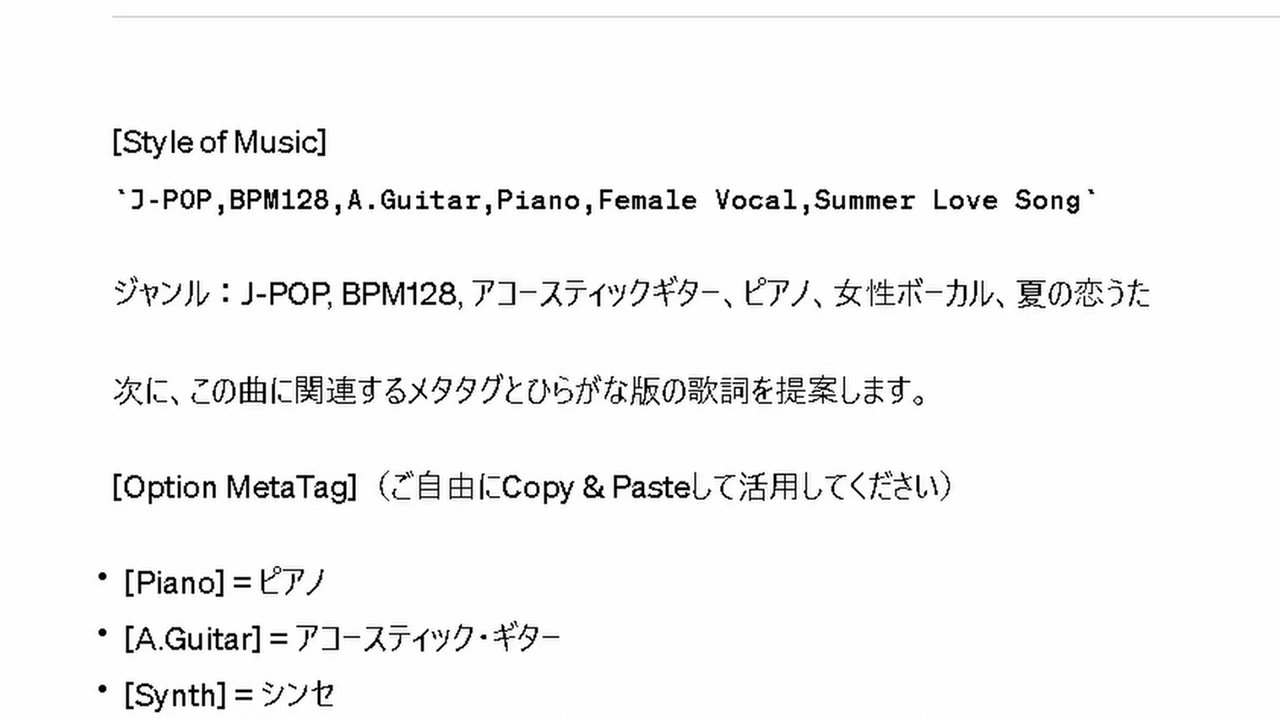 [Style of Music]
`J-POP,BPM128,A.Guitar,Piano,Female Vocal,Summer Love Song`
ジャンル：J-POP, BPM128, アコースティックギター、ピアノ、女性ボーカル、夏の恋うた
次に、この曲に関連するメタタグとひらがな版の歌詞を提案します。
[Option MetaTag]（ご自由にCopy & Pasteして活用してください）
• [Piano] = ピアノ
• [A.Guitar] = アコースティック・ギター
• [Synth] = シンセ